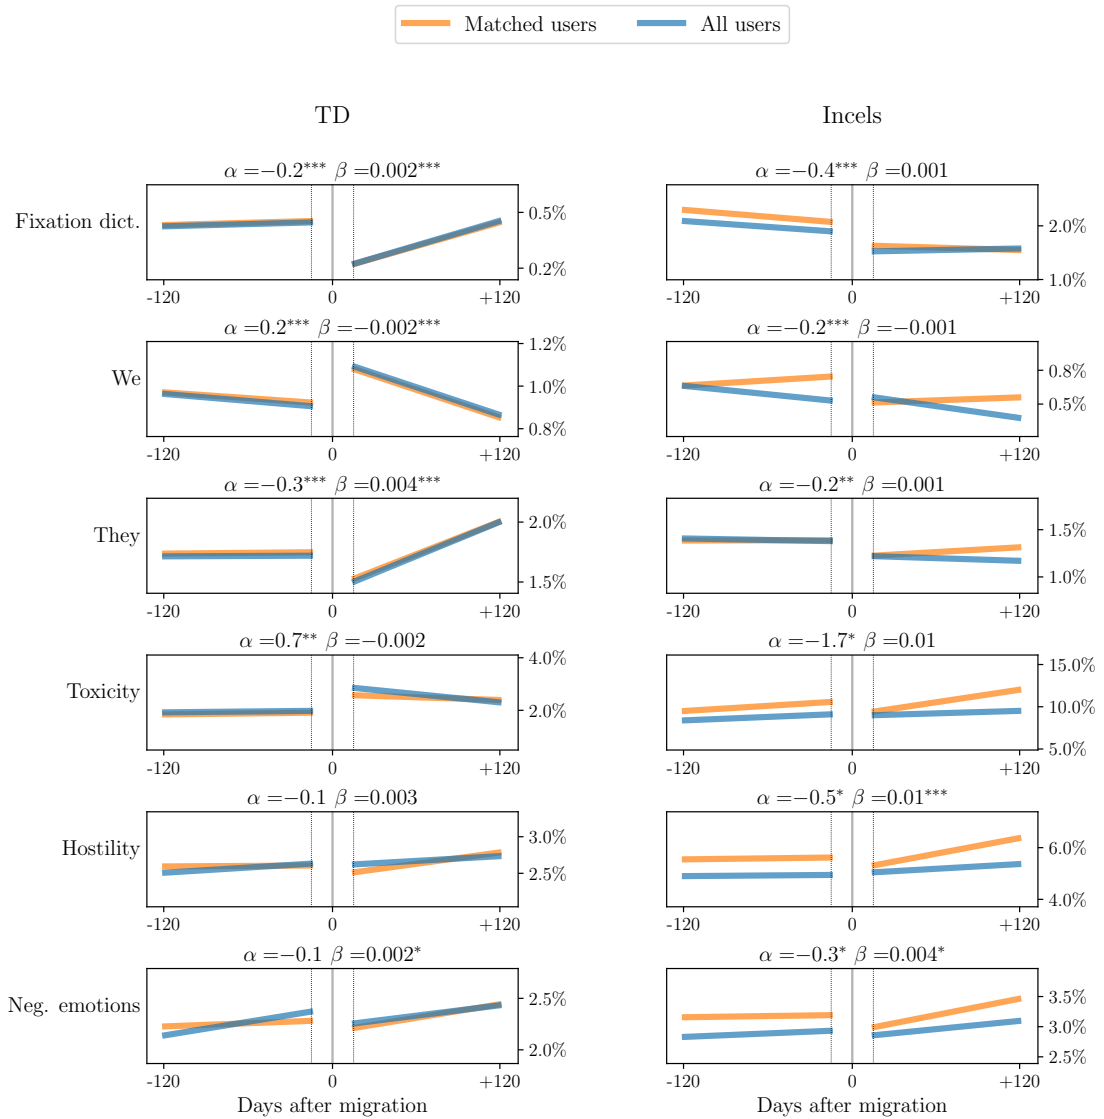 Matched users All users
TD Incels
α =−0.2*** β =0.002*** α =−0.4*** β =0.001
Fixation dict.
0.5%
0.2%
2.0%
1.0%
-120 0 +120 -120 0 +120
α =0.2*** β =−0.002*** α =−0.2*** β =−0.001
We
1.2%
1.0%
0.8%
0.8%
0.5%
-120 0 +120 -120 0 +120
α =−0.3*** β =0.004*** α =−0.2** β =0.001
They
2.0%
1.5%
1.5%
1.0%
-120 0 +120 -120 0 +120
α =0.7** β =−0.002 α =−1.7* β =0.01
Toxicity
4.0%
2.0%
15.0%
10.0%
5.0%
-120 0 +120 -120 0 +120
α =−0.1 β =0.003 α =−0.5* β =0.01***
Hostility
3.0%
2.5%
6.0%
4.0%
-120 0 +120 -120 0 +120
α =−0.1 β =0.002* α =−0.3* β =0.004*
Neg. emotions
2.5%
2.0%
3.5%
3.0%
2.5%
-120 0 +120 -120 0 +120
Days after migration Days after migration